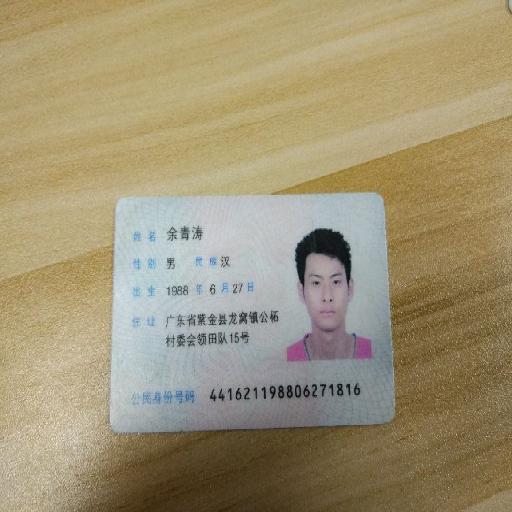 姓名 余青涛
性别 男 民族 汉
出生 1988 年 6 月 27 日
住址 广东省紫金县龙窝镇公柘
村委会领田队15号
公民身份号码 441621198806271816